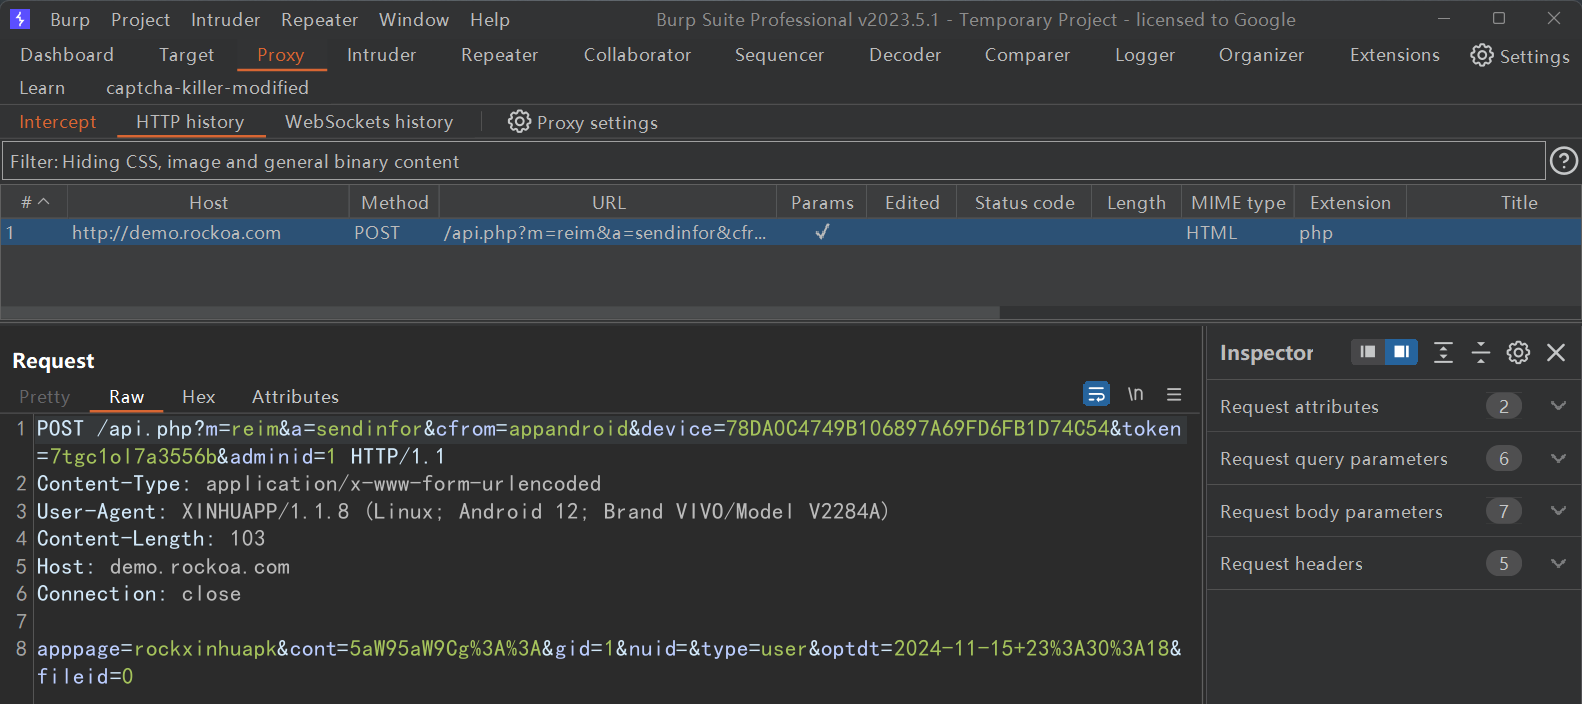 Burp Project Intruder Repeater Window Help Burp Suite Professional v2023.5.1 - Temporary Project - licensed to Google
Dashboard Target Proxy Intruder Repeater Collaborator Sequencer Decoder Comparer Logger Organizer Extensions Settings
Learn captcha-killer-modified
Intercept HTTP history WebSockets history Proxy settings
Filter: Hiding CSS, image and general binary content
# Host Method URL Params Edited Status code Length MIME type Extension Title
1 http://demo.rockoa.com POST /api.php?m=reim&a=sendinfor&cfr... ✓ HTML php
Request
Pretty Raw Hex Attributes \n
1 POST /api.php?m=reim&a=sendinfor&cfrom=appandroid&device=78DA0C4749B106897A69FD6FB1D74C54&token
=7tgc1ol7a3556b&adminid=1 HTTP/1.1
2 Content-Type: application/x-www-form-urlencoded
3 User-Agent: XINHUAPP/1.1.8 (Linux; Android 12; Brand VIVO/Model V2284A)
4 Content-Length: 103
5 Host: demo.rockoa.com
6 Connection: close
7
8 apppage=rockxinhuapk&cont=5aW95aW9Cg%3A%3A&gid=1&nuid=&type=user&optdt=2024-11-15+23%3A30%3A18&
fileid=0
Inspector
Request attributes 2
Request query parameters 6
Request body parameters 7
Request headers 5